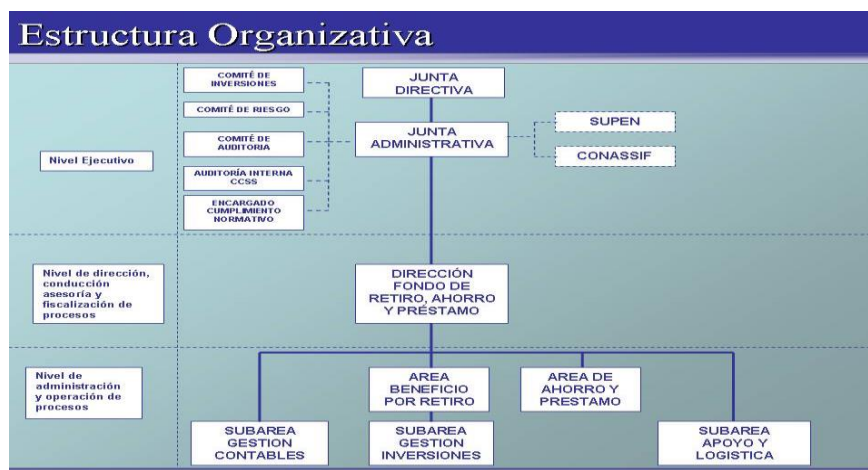 Estructura Organizativa
COMITÉ DE
INVERSIONES
COMITÉ DE RIESGO
COMITÉ DE
AUDITORIA
AUDITORÍA INTERNA
CCSS
ENCARGADO
CUMPLIMIENTO
NORMATIVO
JUNTA
DIRECTIVA
JUNTA
ADMINISTRATIVA
SUPEN
CONASSIF
Nivel Ejecutivo
Nivel de dirección,
conducción
asesoría y
fiscalización de
procesos
DIRECCIÓN
FONDO DE
RETIRO, AHORRO
Y PRÉSTAMO
Nivel de
administración
y operación de
procesos
AREA
BENEFICIO
POR RETIRO
AREA DE
AHORRO Y
PRESTAMO
SUBAREA
GESTION
CONTABLES
SUBAREA
GESTION
INVERSIONES
SUBAREA
APOYO Y
LOGISTICA